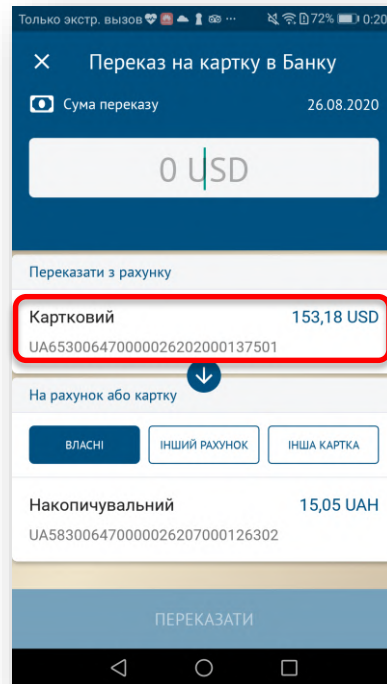 Только экстр. вызов ... 72% 0:20
Переказ на картку в Банку
Сума переказу 26.08.2020
0 USD
Переказати з рахунку
Картковий 153,18 USD
UA653006470000026202000137501
На рахунок або картку
ВЛАСНІ ІНШИЙ РАХУНОК ІНША КАРТКА
Накопичувальний 15,05 UAH
UA583006470000026207000126302
ПЕРЕКАЗАТИ